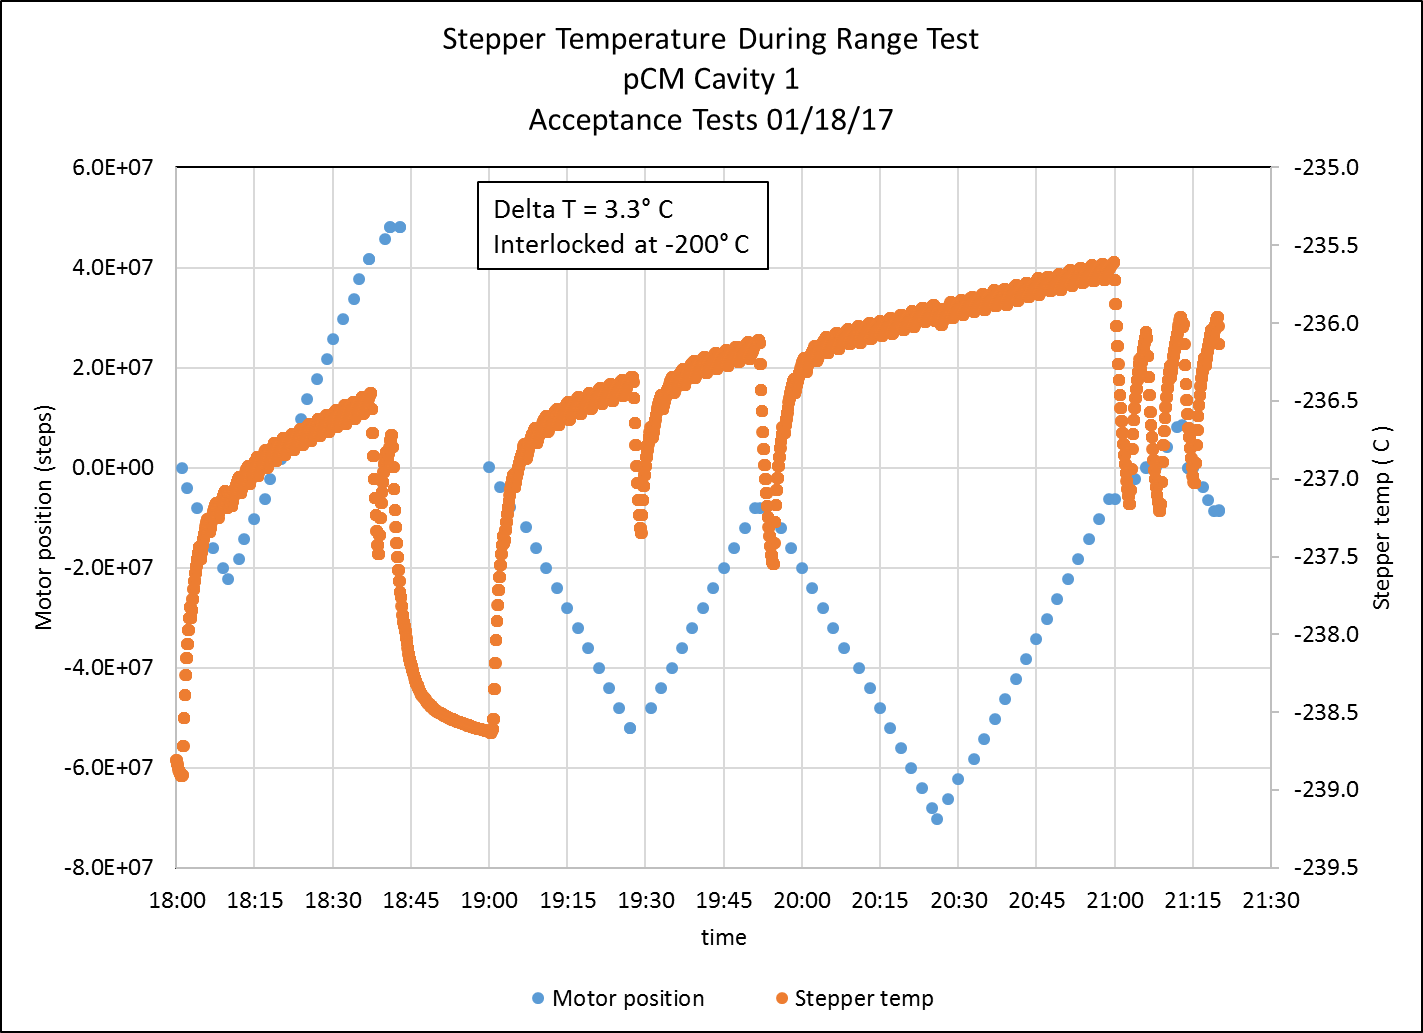 Stepper Temperature During Range Test
pCM Cavity 1
Acceptance Tests 01/18/17
Delta T = 3.3° C
Interlocked at -200° C
Motor position (steps)
6.0E+07
4.0E+07
2.0E+07
0.0E+00
-2.0E+07
-4.0E+07
-6.0E+07
-8.0E+07
-235.0
-235.5
-236.0
-236.5
-237.0
-237.5
-238.0
-238.5
-239.0
-239.5
Stepper temp ( C )
18:00 18:15 18:30 18:45 19:00 19:15 19:30 19:45 20:00 20:15 20:30 20:45 21:00 21:15 21:30
time
Motor position Stepper temp